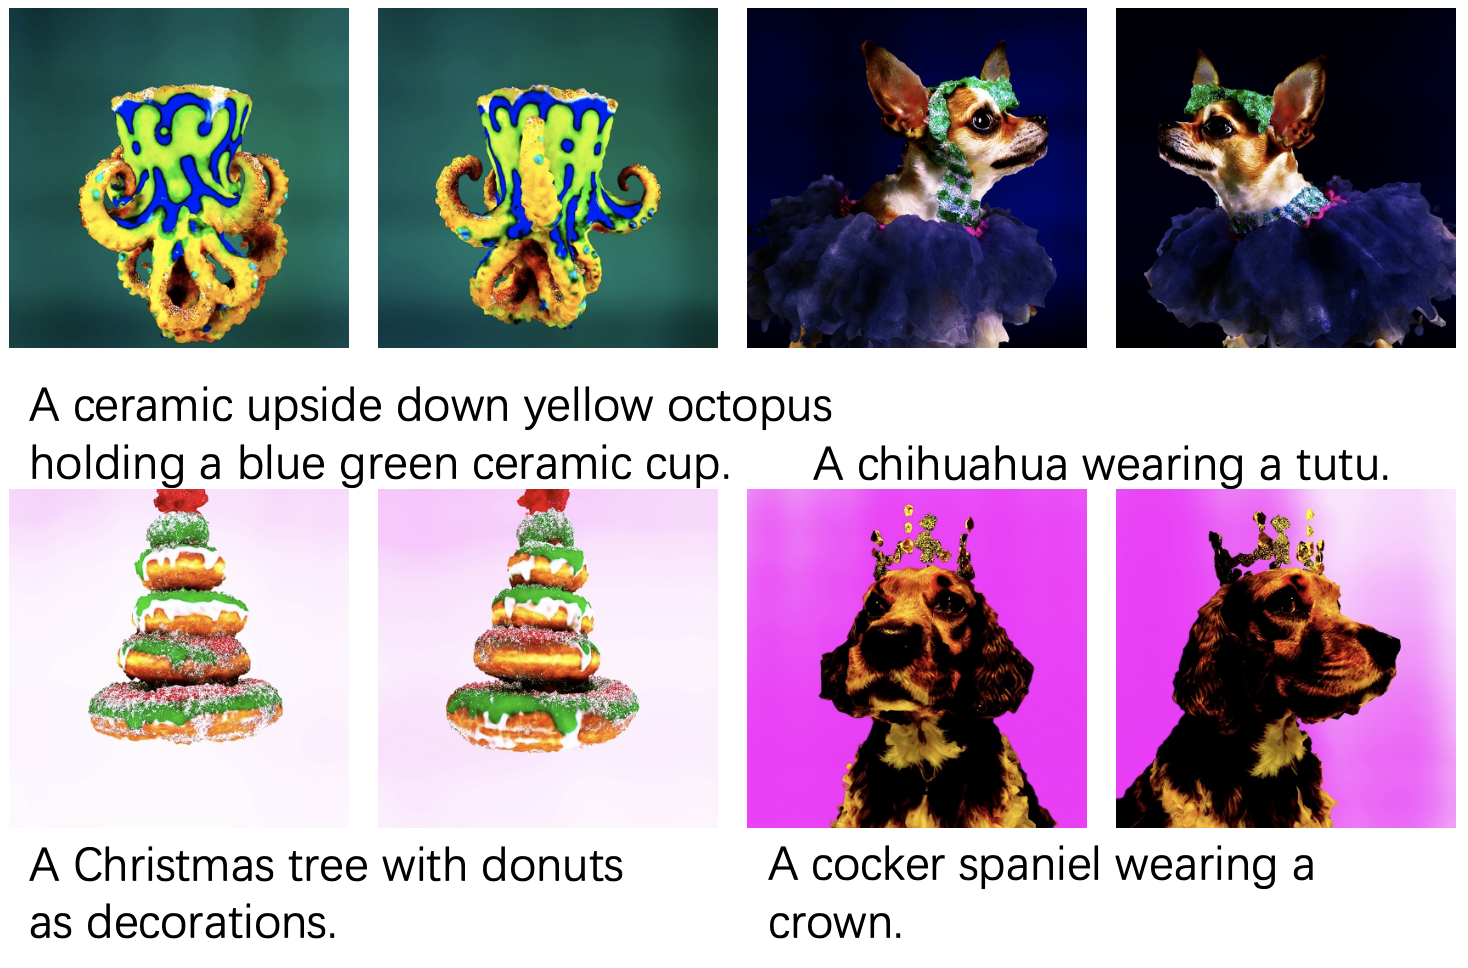 A ceramic upside down yellow octopus
holding a blue green ceramic cup.
A chihuahua wearing a tutu.
A Christmas tree with donuts
as decorations.
A cocker spaniel wearing a
crown.